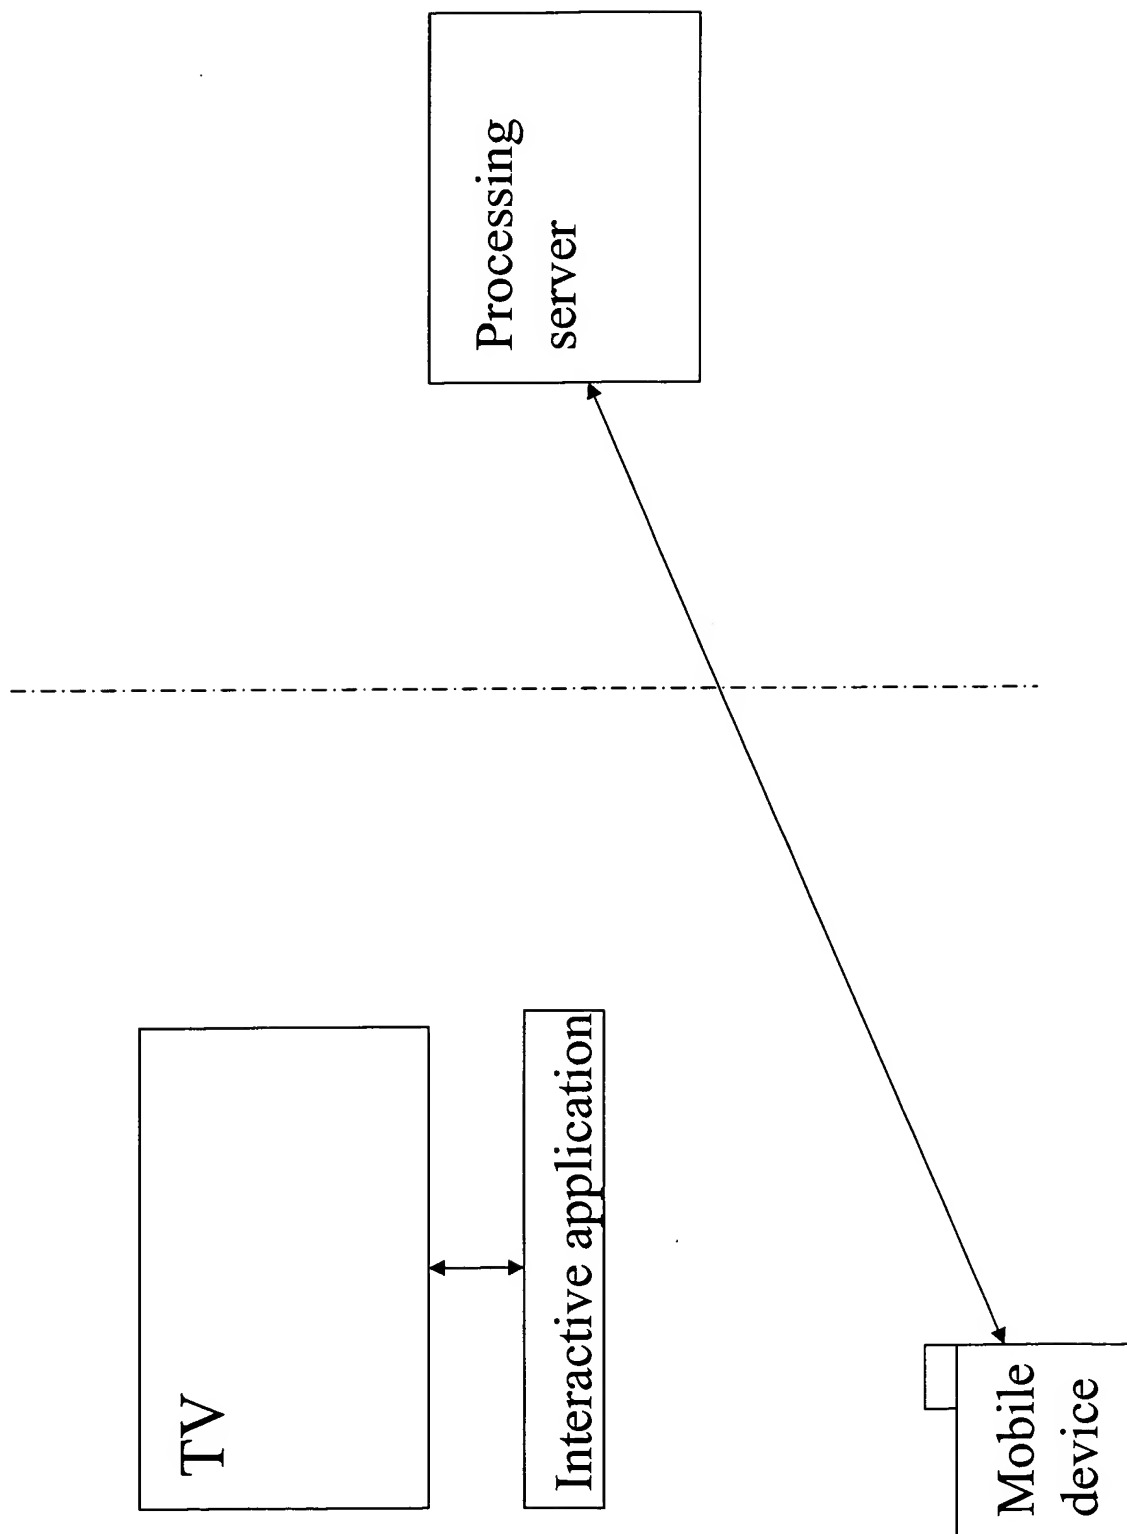 TV
Interactive application
Mobile
device
Processing
server